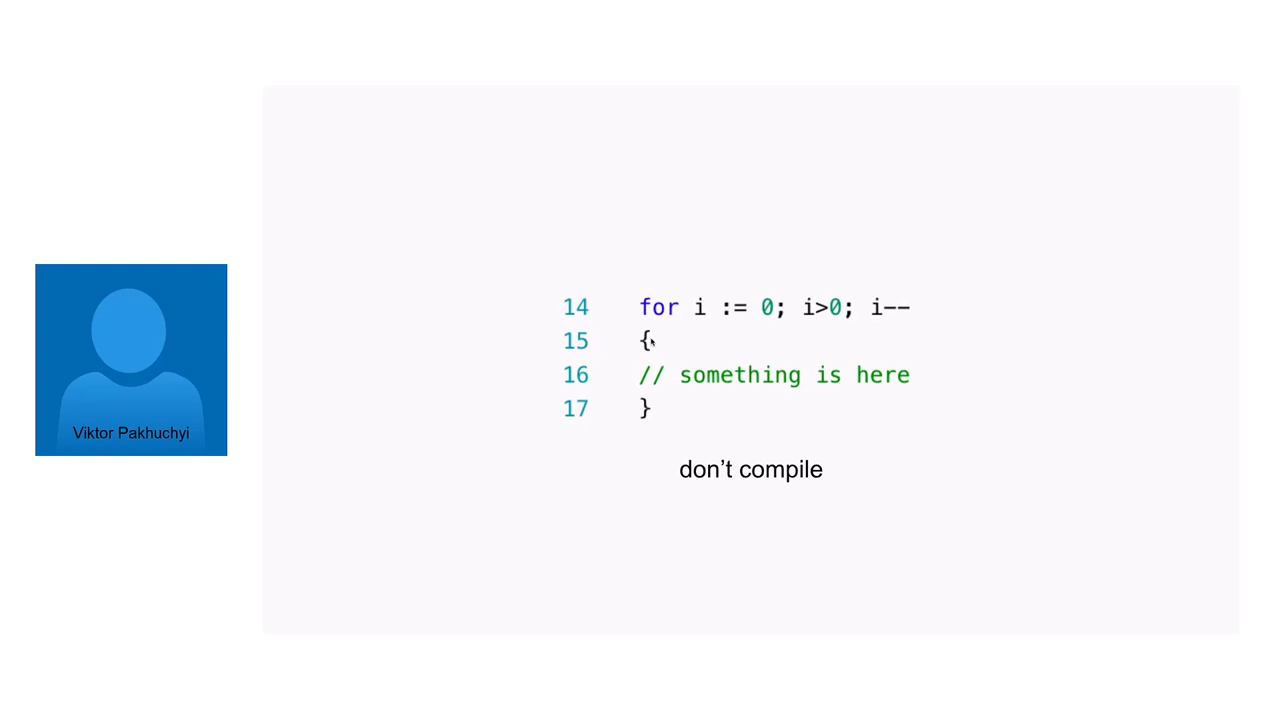 Viktor Pakhuchyi
14 for i := 0; i>0; i--
15 {
16 // something is here
17 }
don’t compile